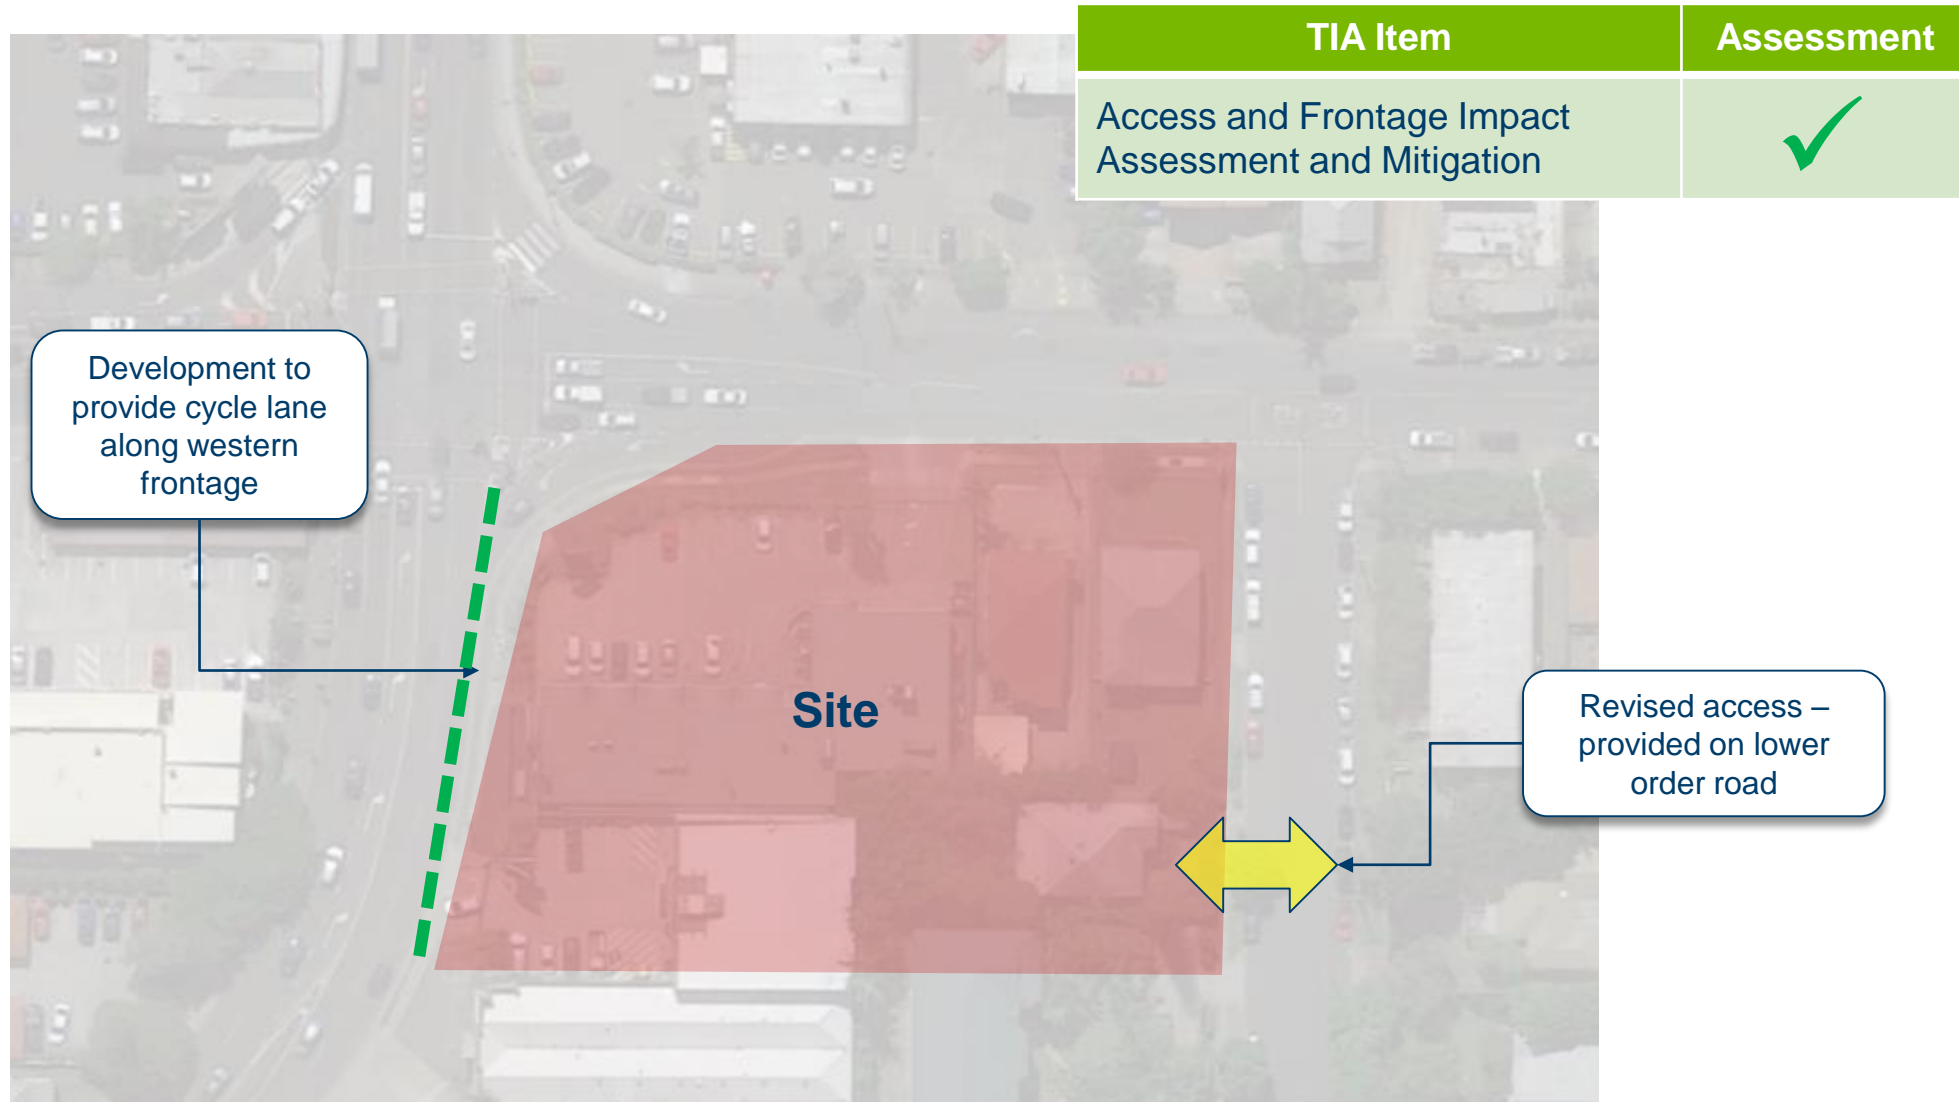 TIA Item
Assessment
Access and Frontage Impact
Assessment and Mitigation
Development to
provide cycle lane
along western
frontage
Site
Revised access –
provided on lower
order road